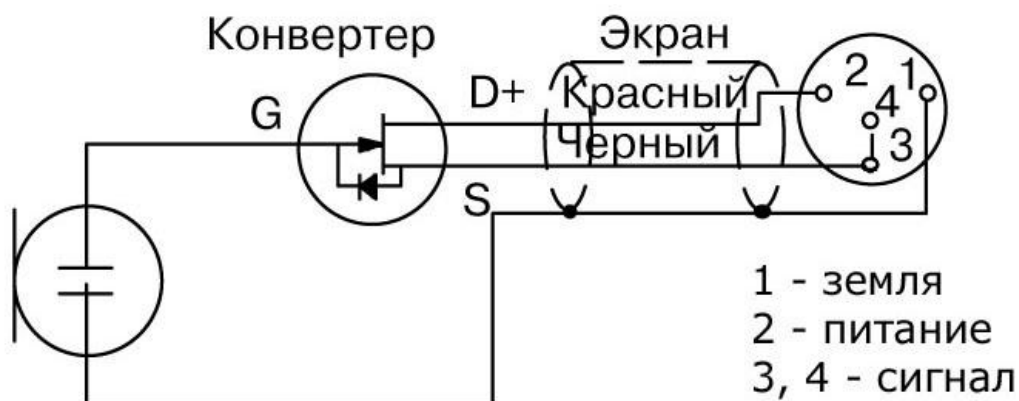 Конвертер
Экран
G
D+
Красный
Черный
S
2
1
4
3
1 - земля
2 - питание
3, 4 - сигнал